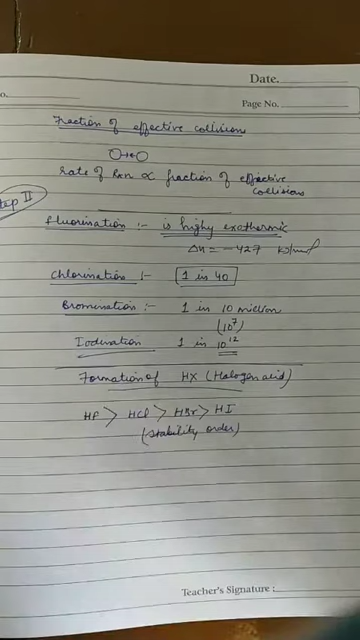 Date.
o.
Page No.
Fraction of effective collision
rate of Rxn ∝ fraction of effective
collisions
Step II
Fluorination :- is highly exothermic
ΔH = -427 KJ/mol
Chlorination :- 1 in 40
Bromination :- 1 in 10 million
(10⁷)
Iodination 1 in 10¹²
Formation of HX (Halogen acid)
HF > HCl > HBr > HI
(stability order)
Teacher's Signature :